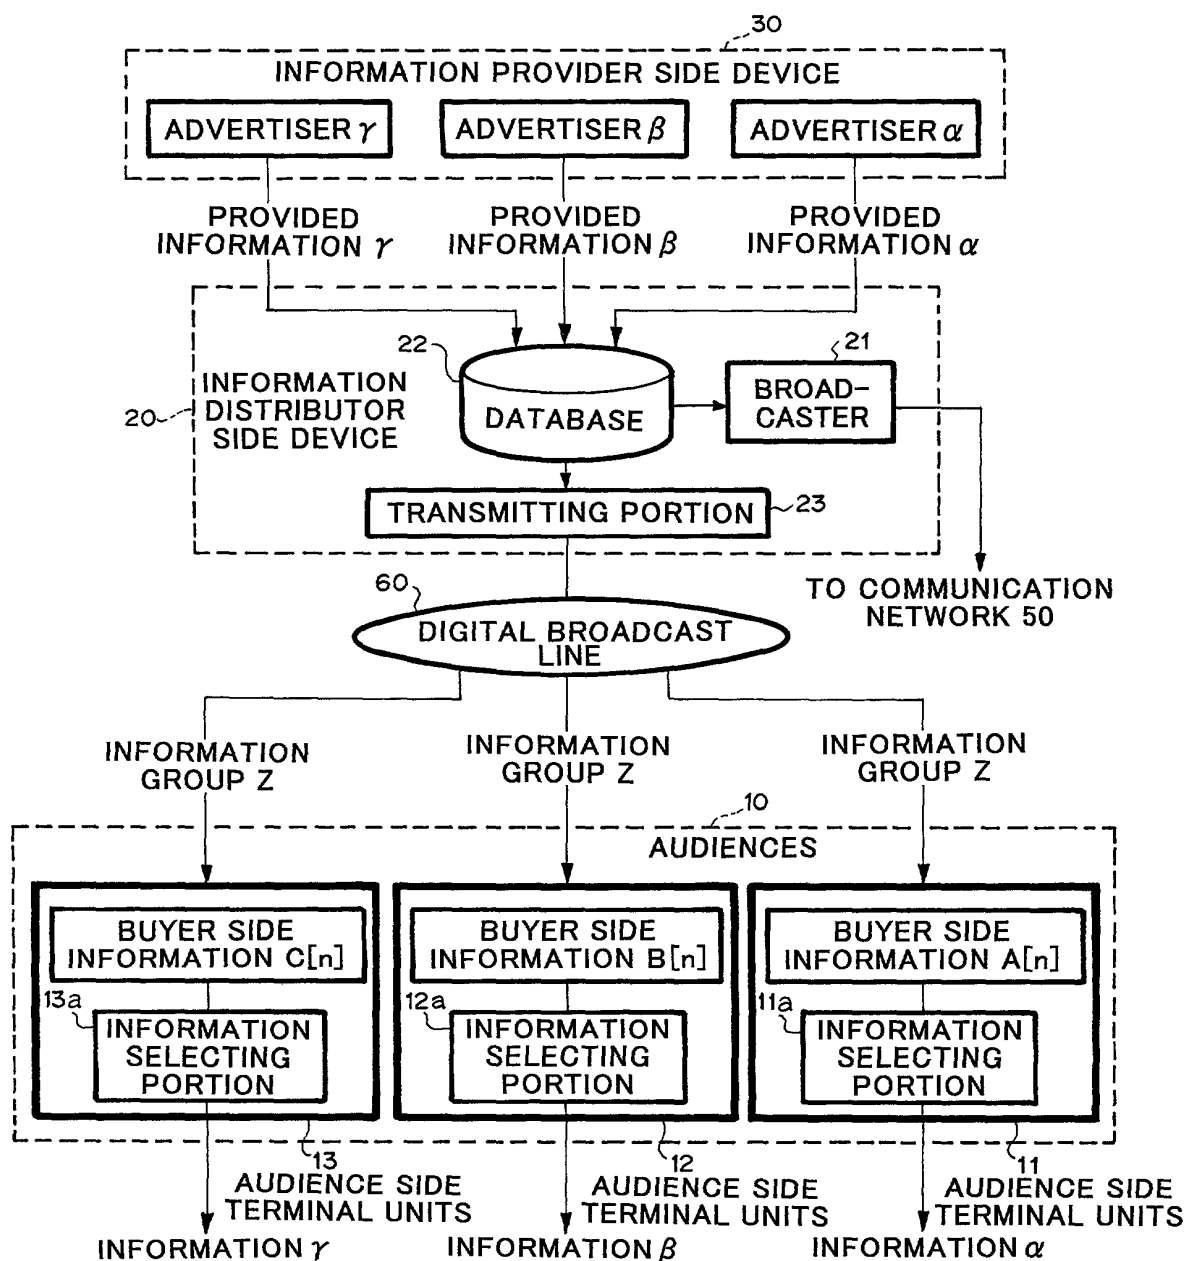 30
INFORMATION PROVIDER SIDE DEVICE
ADVERTISER γ
ADVERTISER β
ADVERTISER α
PROVIDED
INFORMATION γ
PROVIDED
INFORMATION β
PROVIDED
INFORMATION α
20
INFORMATION
DISTRIBUTOR
SIDE DEVICE
22
DATABASE
21
BROAD-
CASTER
TRANSMITTING PORTION
23
TO COMMUNICATION
NETWORK 50
60
DIGITAL BROADCAST
LINE
INFORMATION
GROUP Z
INFORMATION
GROUP Z
INFORMATION
GROUP Z
10
AUDIENCES
BUYER SIDE
INFORMATION C[n]
13a
INFORMATION
SELECTING
PORTION
BUYER SIDE
INFORMATION B[n]
12a
INFORMATION
SELECTING
PORTION
BUYER SIDE
INFORMATION A[n]
11a
INFORMATION
SELECTING
PORTION
13
AUDIENCE SIDE
TERMINAL UNITS
INFORMATION γ
12
AUDIENCE SIDE
TERMINAL UNITS
INFORMATION β
11
AUDIENCE SIDE
TERMINAL UNITS
INFORMATION α